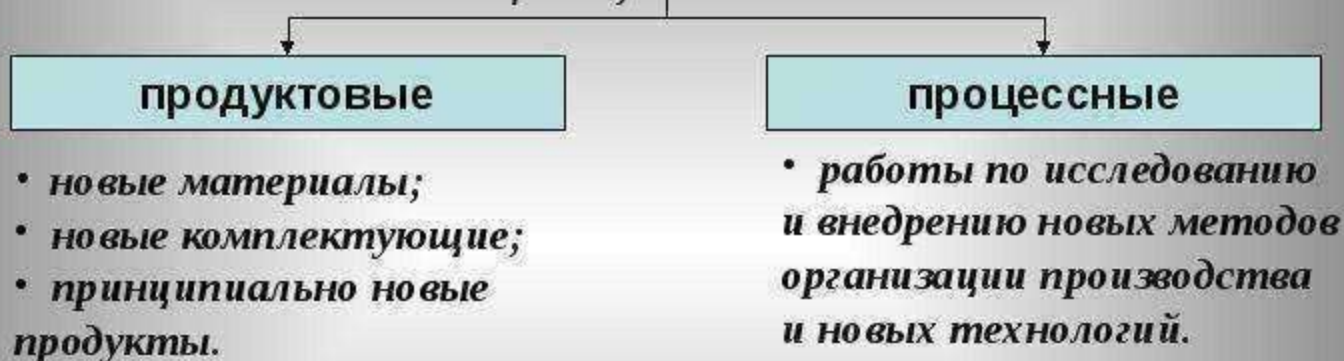 продуктовые
• новые материалы;
• новые комплектующие;
• принципиально новые
продукты.
процессные
• работы по исследованию
и внедрению новых методов
организации производства
и новых технологий.